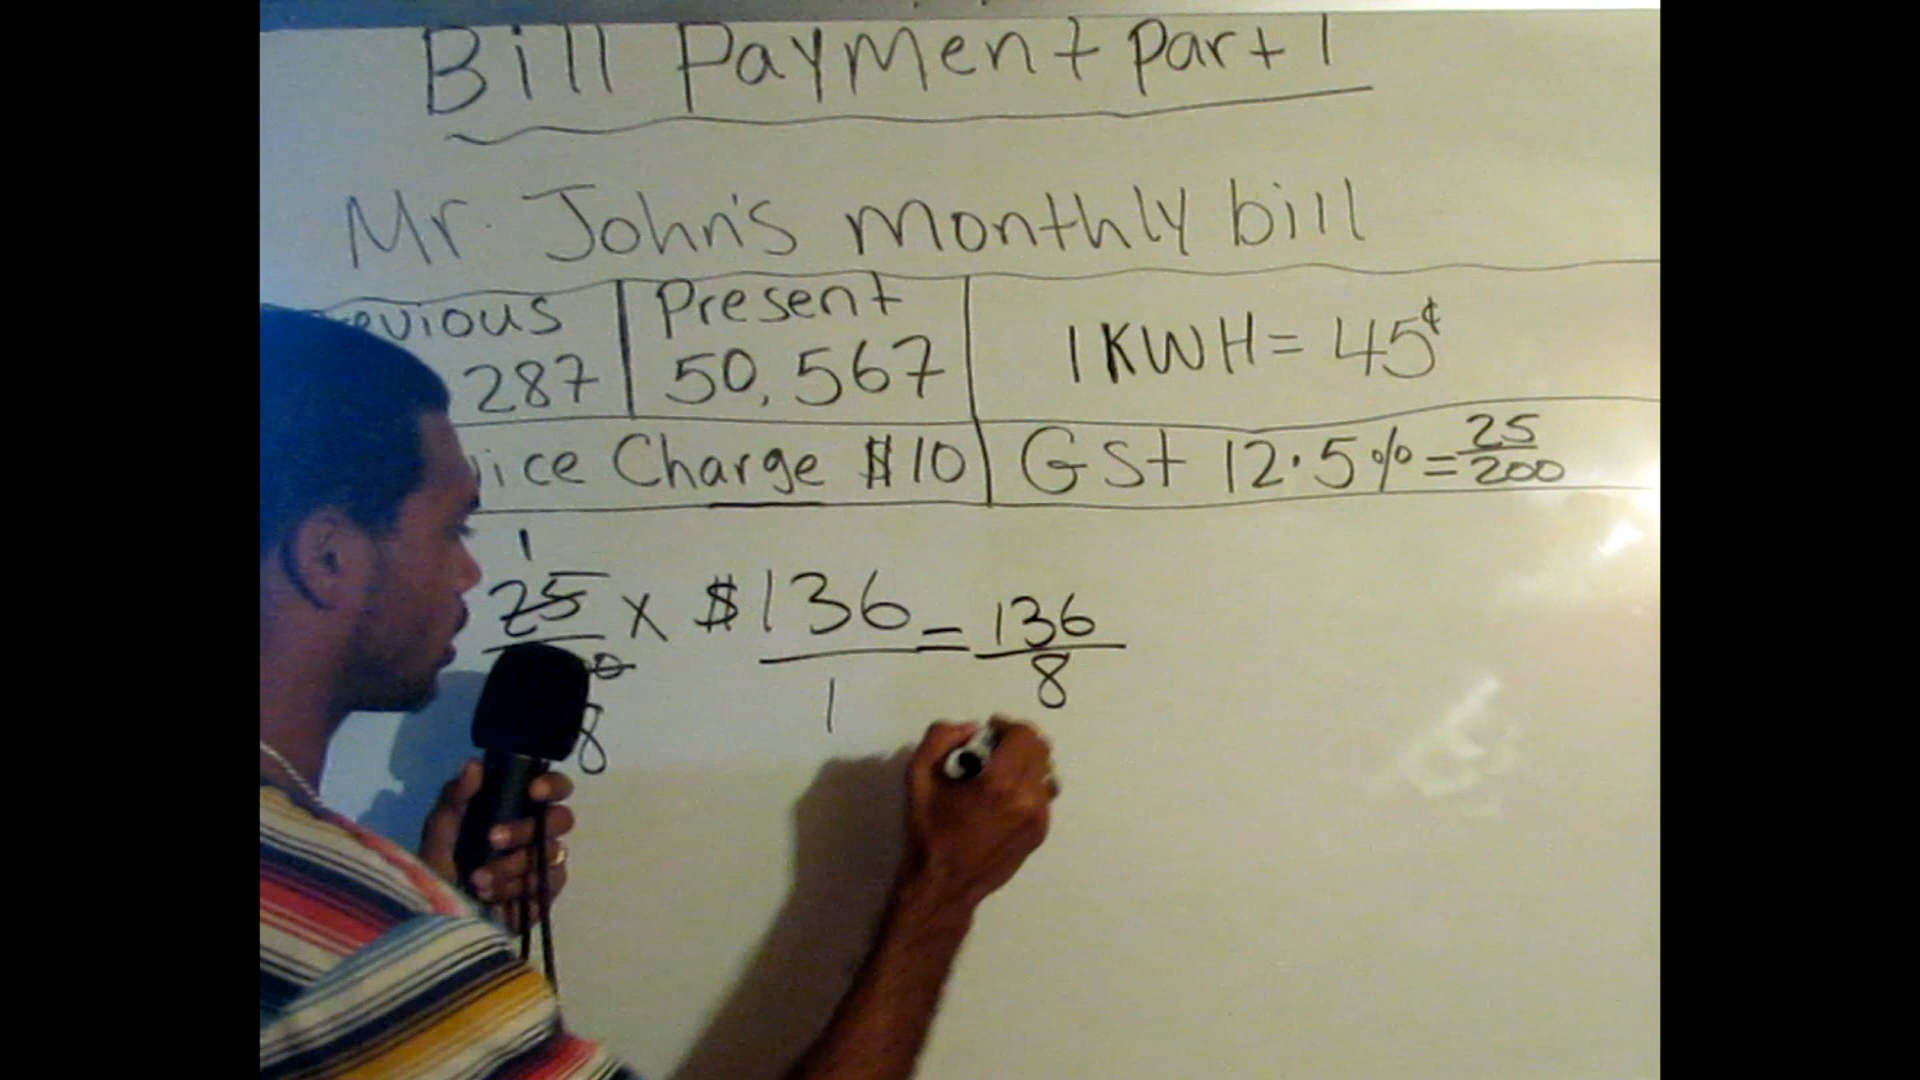 Bill Payment Part 1
Mr. John's monthly bill
evious Present
287 50,567 1KWH = 45¢
ice Charge $10 GSt 12.5% = 25/200
1
25 x $136 = 136
0 1 8
8